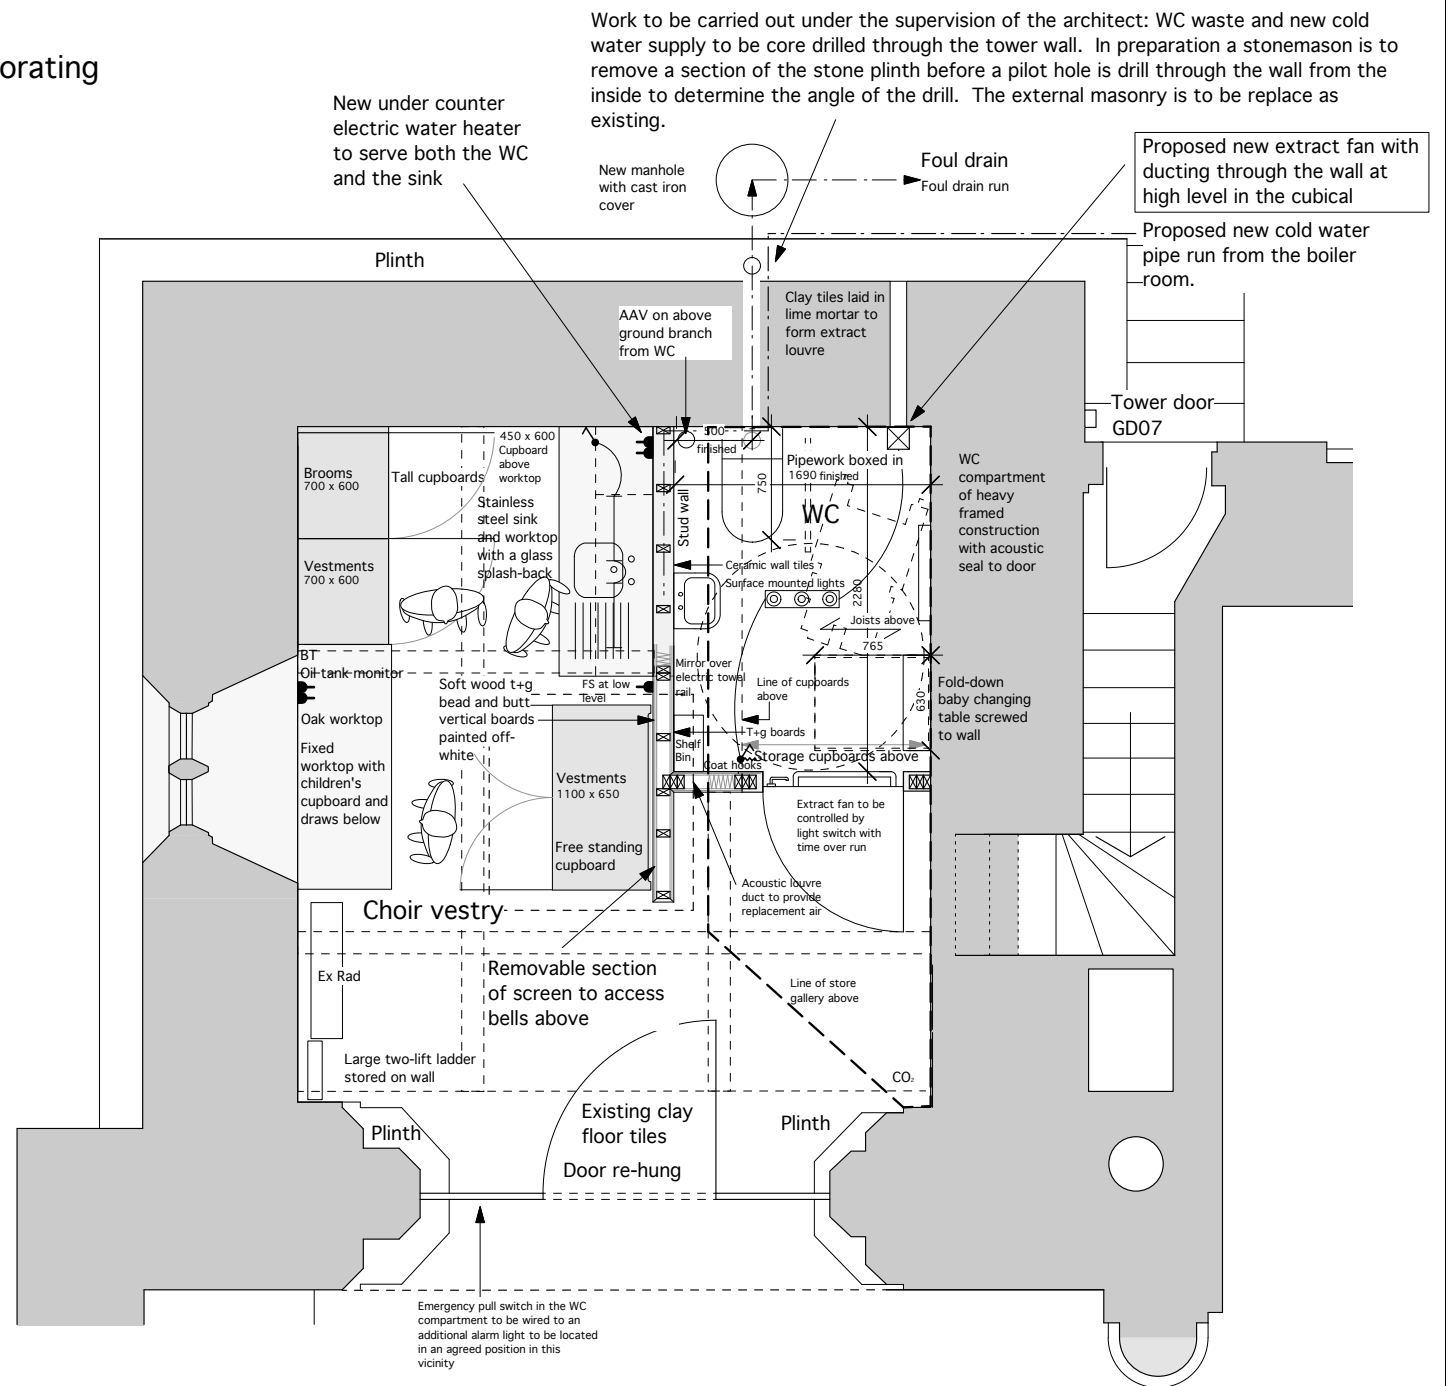 Work to be carried out under the supervision of the architect: WC waste and new cold
water supply to be core drilled through the tower wall.  In preparation a stonemason is to
remove a section of the stone plinth before a pilot hole is drill through the wall from the
inside to determine the angle of the drill.  The external masonry is to be replace as
existing.
orating
New under counter
electric water heater
to serve both the WC
and the sink
New manhole
with cast iron
cover
Foul drain
Foul drain run
Proposed new extract fan with
ducting through the wall at
high level in the cubical
Proposed new cold water
pipe run from the boiler
room.
Plinth
AAV on above
ground branch
from WC
Clay tiles laid in
lime mortar to
form extract
louvre
Tower door
GD07
Brooms
700 x 600
Tall cupboards
450 x 600
Cupboard
above
worktop
Stainless
steel sink
and worktop
with a glass
splash-back
Vestments
700 x 600
500
finished
Stud wall
750
Pipework boxed in
1690 finished
WC
WC
compartment
of heavy
framed
construction
with acoustic
seal to door
Ceramic wall tiles
Surface mounted lights
2280
Joists above
765
BT
Oil tank monitor
Oak worktop
Fixed
worktop with
children's
cupboard and
draws below
Soft wood t+g
bead and butt
vertical boards
painted off-
white
FS at low
level
Mirror over
electric towel
rail
Line of cupboards
above
630
Fold-down
baby changing
table screwed
to wall
T+g boards
Shelf
Bin
Storage cupboards above
Coat hooks
Vestments
1100 x 650
Free standing
cupboard
Extract fan to be
controlled by
light switch with
time over run
Acoustic louvre
duct to provide
replacement air
Choir vestry
Removable section
of screen to access
bells above
Ex Rad
Line of store
gallery above
Large two-lift ladder
stored on wall
CO₂
Existing clay
floor tiles
Plinth
Plinth
Door re-hung
Emergency pull switch in the WC
compartment to be wired to an
additional alarm light to be located
in an agreed position in this
vicinity